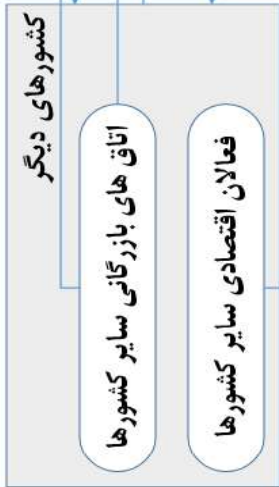 کشورهای دیگر
اتاق های بازرگانی سایر کشورها
فعالان اقتصادی سایر کشورها